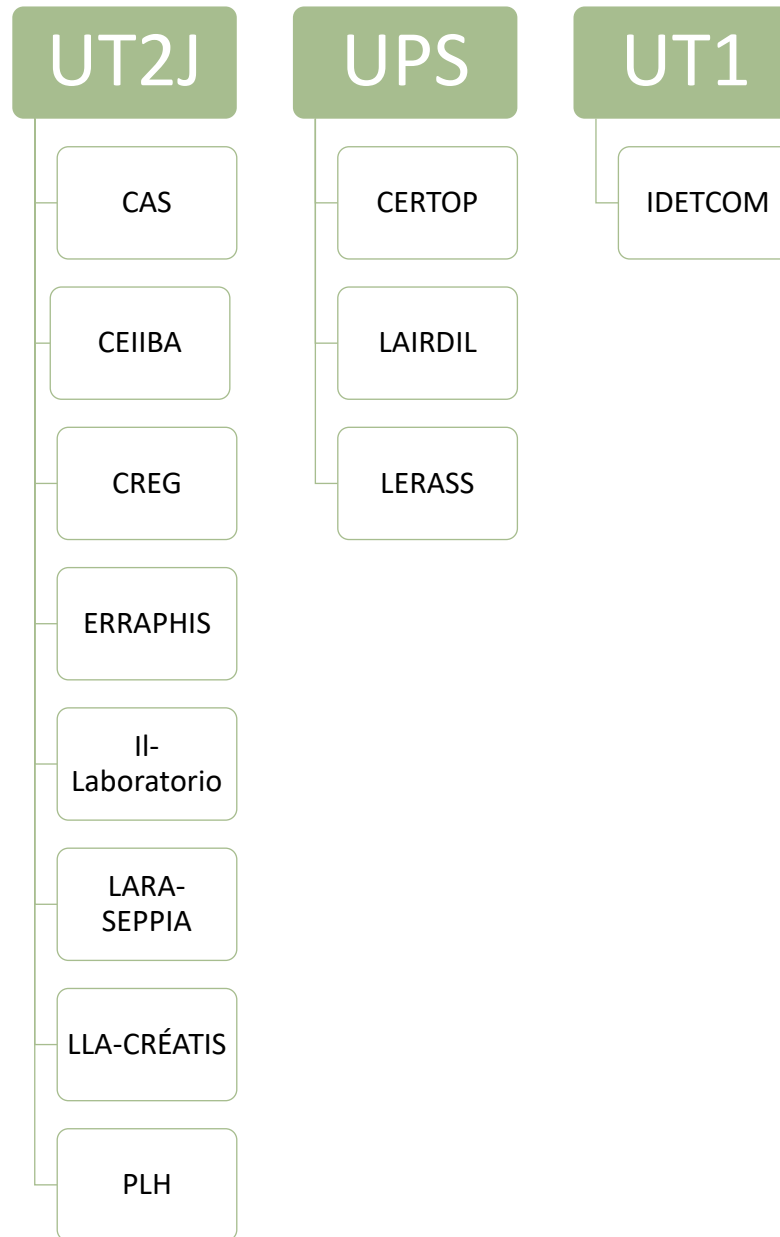 UT2J
CAS
CEIIBA
CREG
ERRAPHIS
Il-
Laboratorio
LARA-
SEPPIA
LLA-CRÉATIS
PLH
UPS
CERTOP
LAIRDIL
LERASS
UT1
IDETCOM